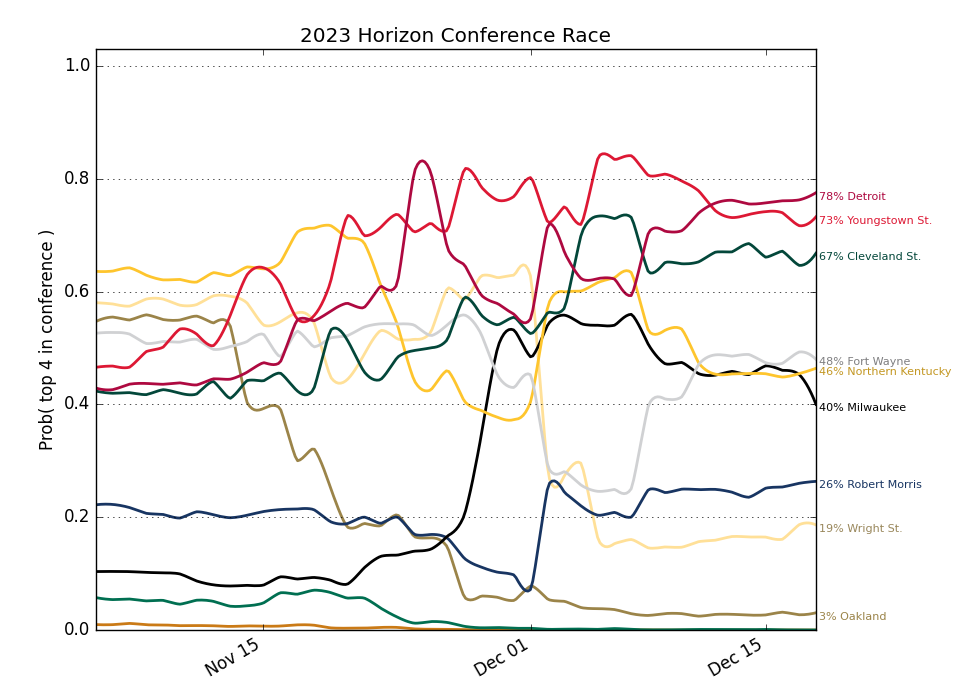 2023 Horizon Conference Race
Prob( top 4 in conference )
1.0
0.8
0.6
0.4
0.2
0.0
Nov 15
Dec 01
Dec 15
78% Detroit
73% Youngstown St.
67% Cleveland St.
48% Fort Wayne
46% Northern Kentucky
40% Milwaukee
26% Robert Morris
19% Wright St.
3% Oakland